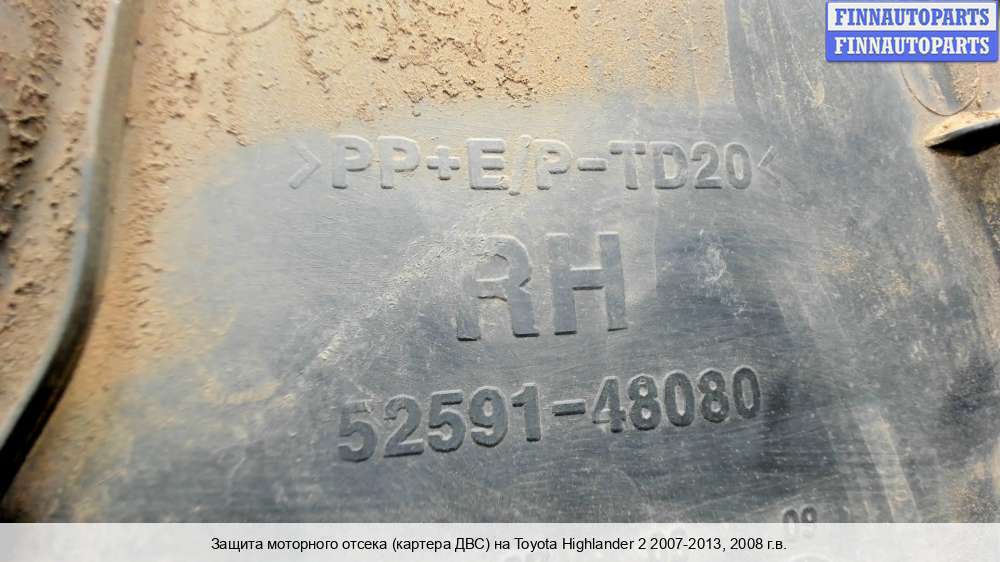 FINNAUTOPARTS
FINNAUTOPARTS
>PP+E/P-TD20<
RH
52591-48080
08
Защита моторного отсека (картера ДВС) на Toyota Highlander 2 2007-2013, 2008 г.в.